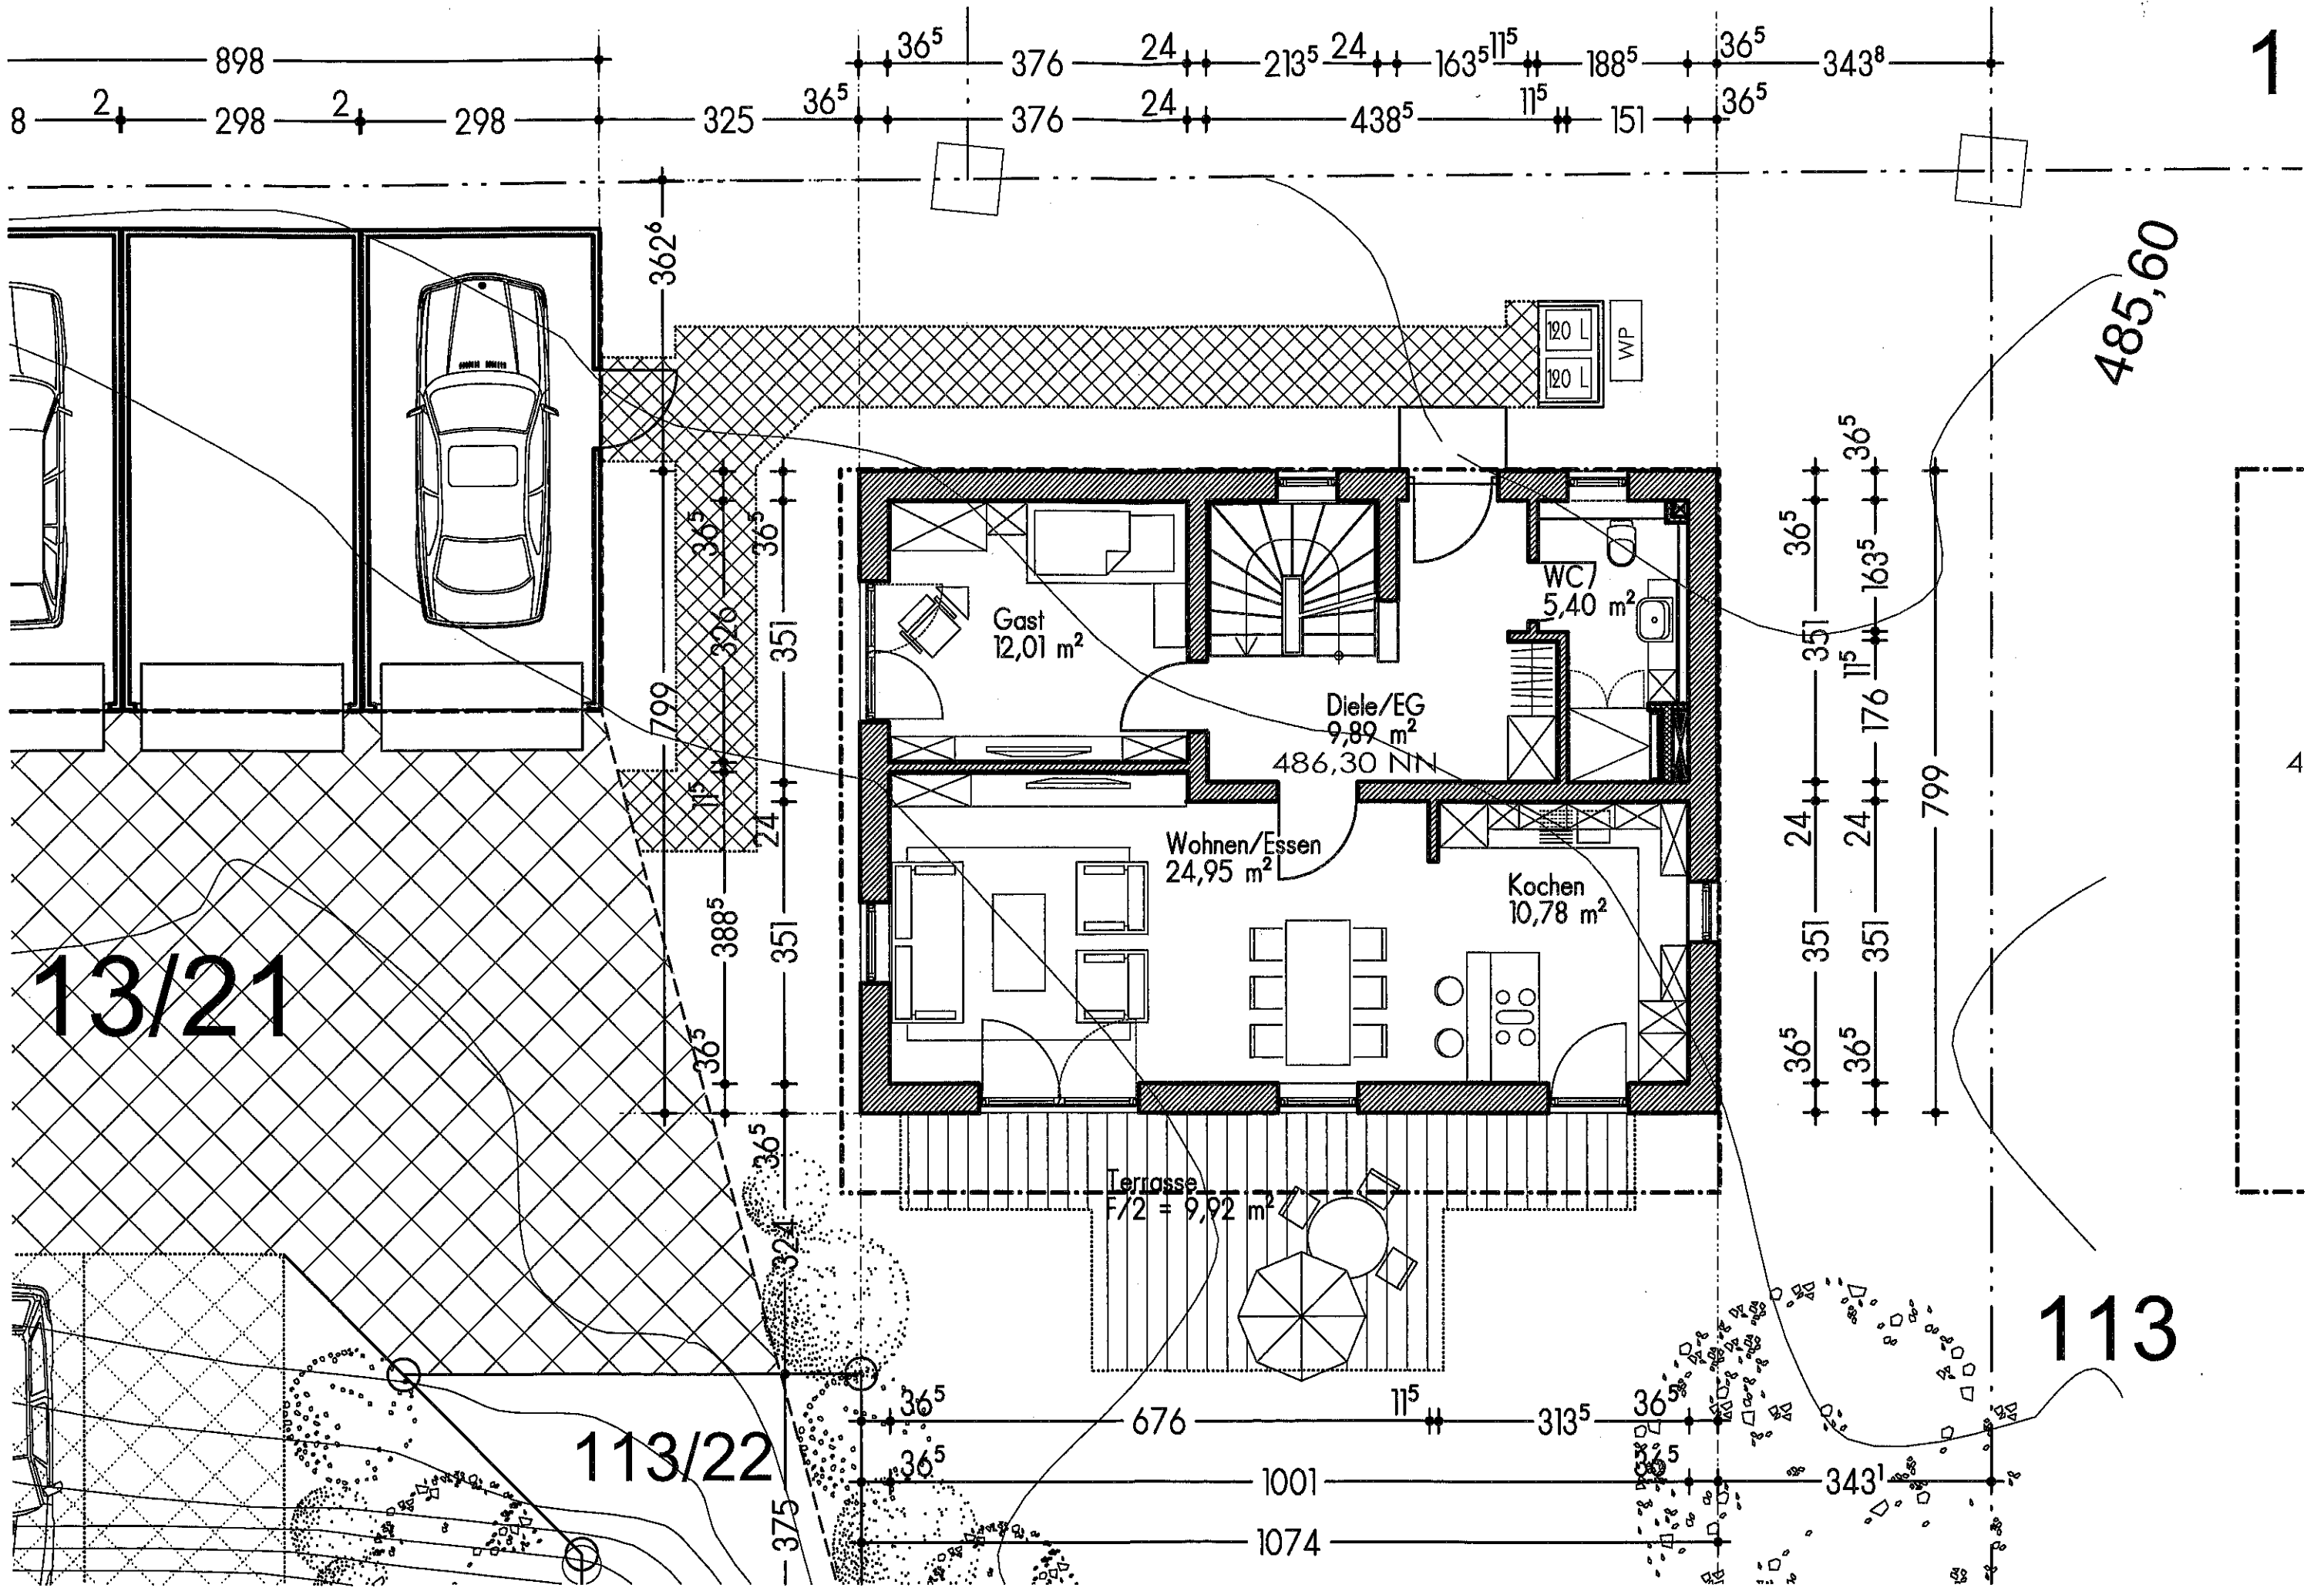 898
36⁵ 376 24 213⁵ 24 163⁵ 11⁵ 188⁵ 36⁵ 343⁸
1
8 2 298 2 298 325 36⁵ 376 24 438⁵ 11⁵ 151 36⁵
362⁶
485,60
120 L
120 L
WP
36⁵
36⁵
36⁵
36⁵
36⁵
Gast
12,01 m²
WC/
5,40 m²
163⁵
326
351
351
11⁵
799
176
Diele/EG
9,89 m²
486,30 NN
11⁵
24
799
4
24
24
Wohnen/Essen
24,95 m²
Kochen
10,78 m²
388⁵
351
351
351
13/21
36⁵
36⁵
36⁵
36⁵
Terrasse
F/2 = 9,92 m²
324
113
36⁵ 676 11⁵ 313⁵ 36⁵
113/22
36⁵ 1001 36⁵ 343¹
375
1074